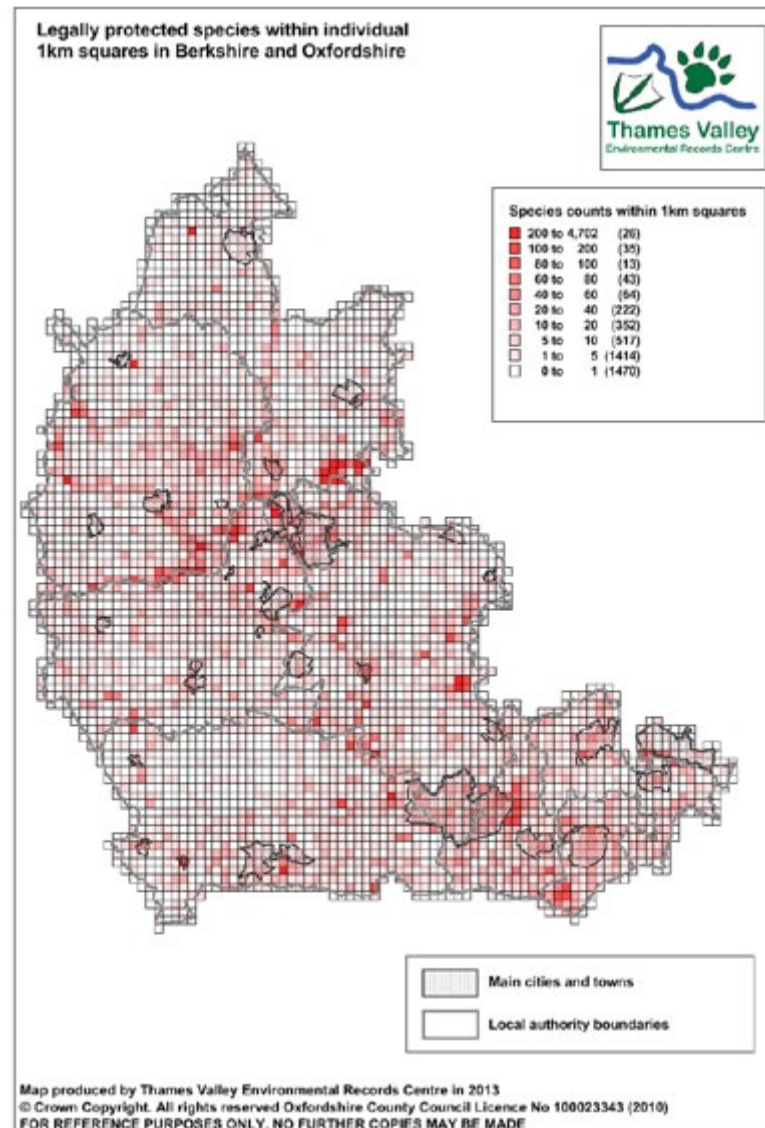 Legally protected species within individual
1km squares in Berkshire and Oxfordshire
Thames Valley
Environmental Records Centre
Species counts within 1km squares
200 to 4,702 (26)
100 to 200 (35)
80 to 100 (13)
60 to 80 (43)
40 to 60 (64)
20 to 40 (222)
10 to 20 (352)
5 to 10 (517)
1 to 5 (1414)
0 to 1 (1470)
Main cities and towns
Local authority boundaries
Map produced by Thames Valley Environmental Records Centre in 2013
© Crown Copyright. All rights reserved Oxfordshire County Council Licence No 100023343 (2010)
FOR REFERENCE PURPOSES ONLY. NO FURTHER COPIES MAY BE MADE